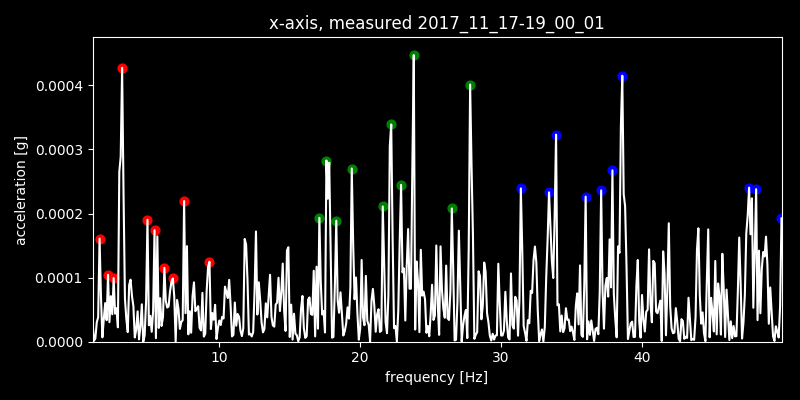 x-axis, measured 2017_11_17-19_00_01
acceleration [g]
0.0004
0.0003
0.0002
0.0001
0.0000
10 20 30 40
frequency [Hz]